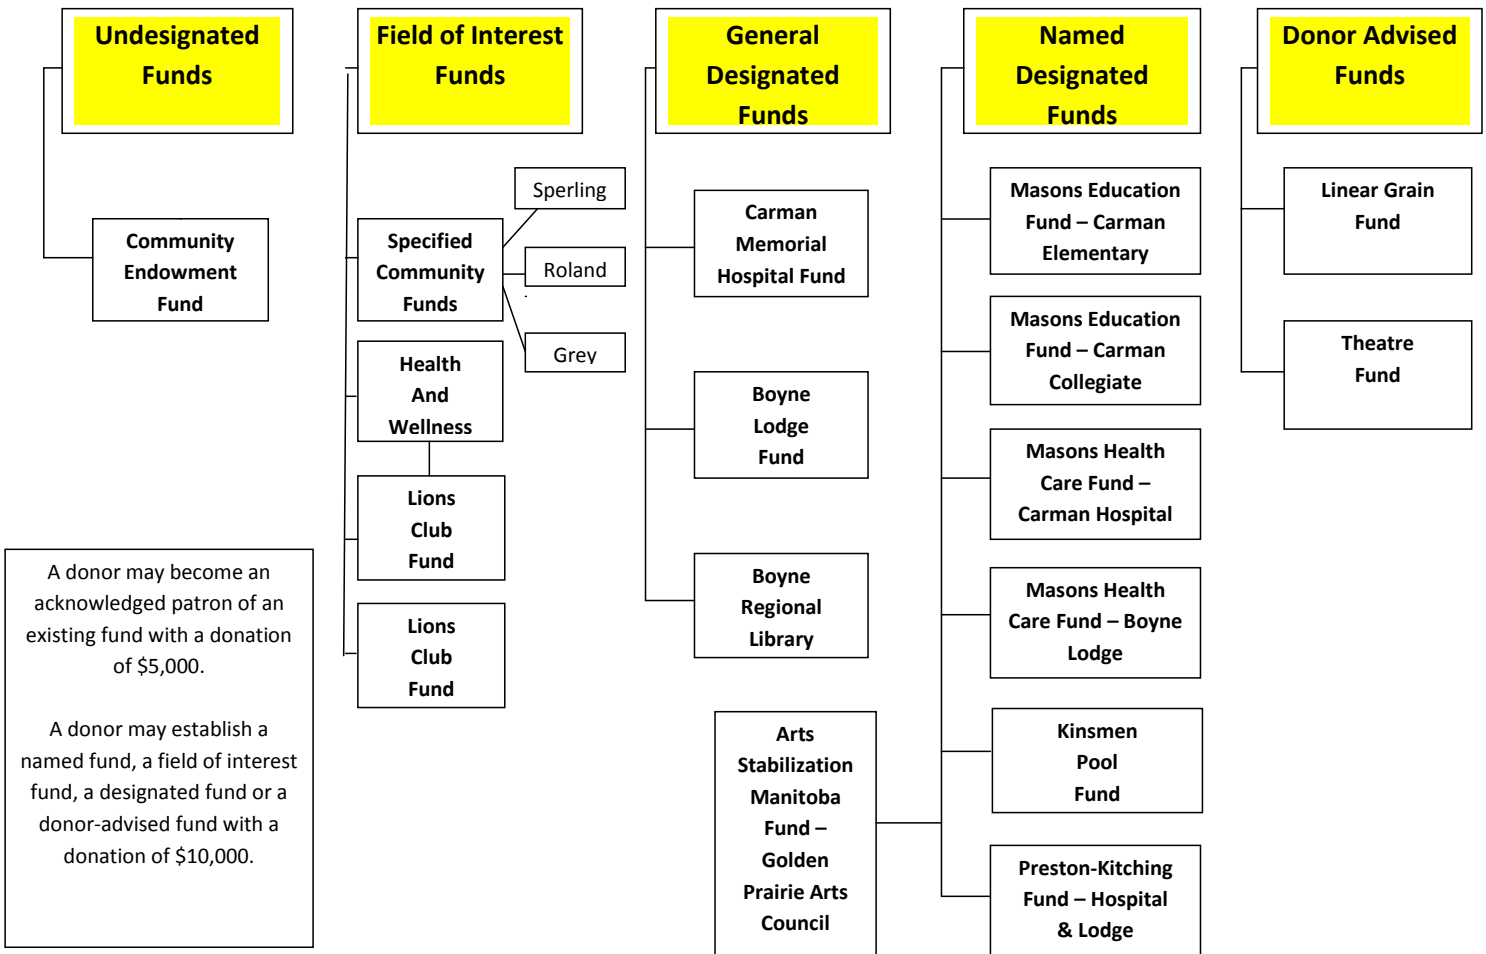 Undesignated
Funds
Community
Endowment
Fund
A donor may become an
acknowledged patron of an
existing fund with a donation
of $5,000.
A donor may establish a
named fund, a field of interest
fund, a designated fund or a
donor-advised fund with a
donation of $10,000.
Field of Interest
Funds
Specified
Community
Funds
Sperling
Roland
Grey
Health
And
Wellness
Lions
Club
Fund
Lions
Club
Fund
General
Designated
Funds
Carman
Memorial
Hospital Fund
Boyne
Lodge
Fund
Boyne
Regional
Library
Named
Designated
Funds
Masons Education
Fund – Carman
Elementary
Masons Education
Fund – Carman
Collegiate
Masons Health
Care Fund –
Carman Hospital
Masons Health
Care Fund – Boyne
Lodge
Kinsmen
Pool
Fund
Arts
Stabilization
Manitoba
Fund –
Golden
Prairie Arts
Council
Preston-Kitching
Fund – Hospital
& Lodge
Donor Advised
Funds
Linear Grain
Fund
Theatre
Fund